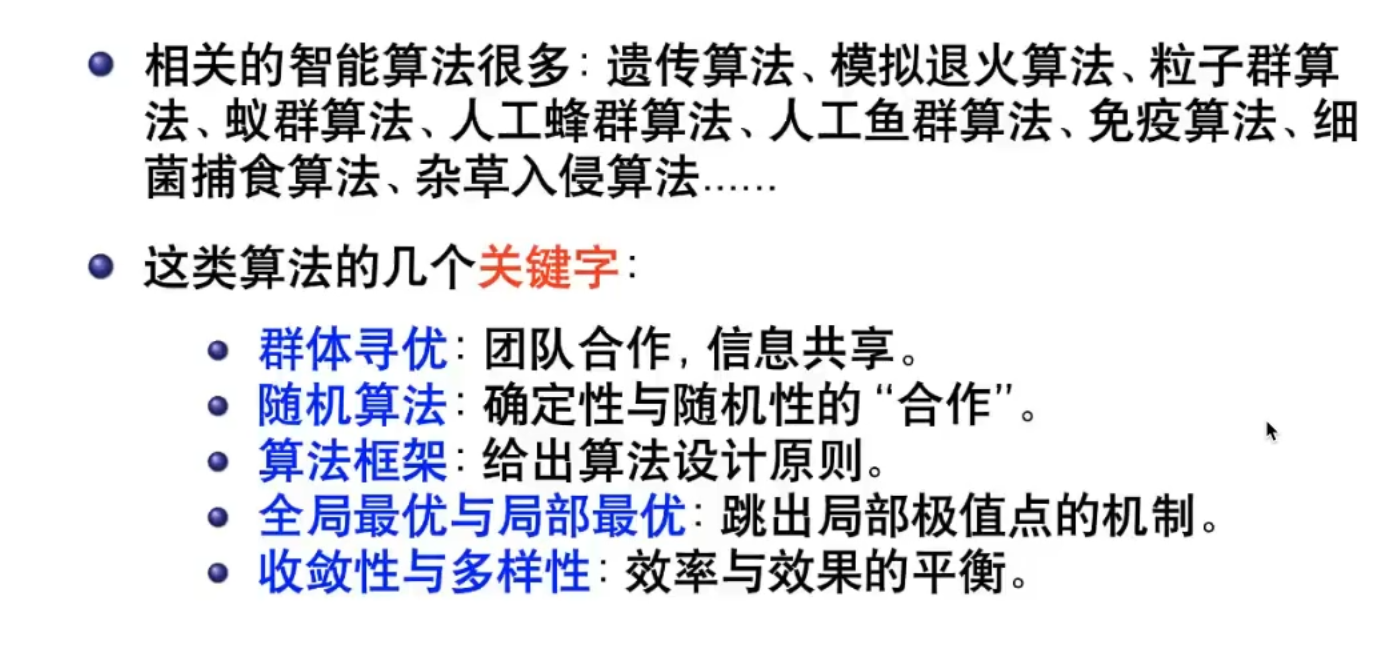 相关的智能算法很多：遗传算法、模拟退火算法、粒子群算
法、蚁群算法、人工蜂群算法、人工鱼群算法、免疫算法、细
菌捕食算法、杂草入侵算法......
这类算法的几个关键字：
群体寻优：团队合作，信息共享。
随机算法：确定性与随机性的“合作”。
算法框架：给出算法设计原则。
全局最优与局部最优：跳出局部极值点的机制。
收敛性与多样性：效率与效果的平衡。